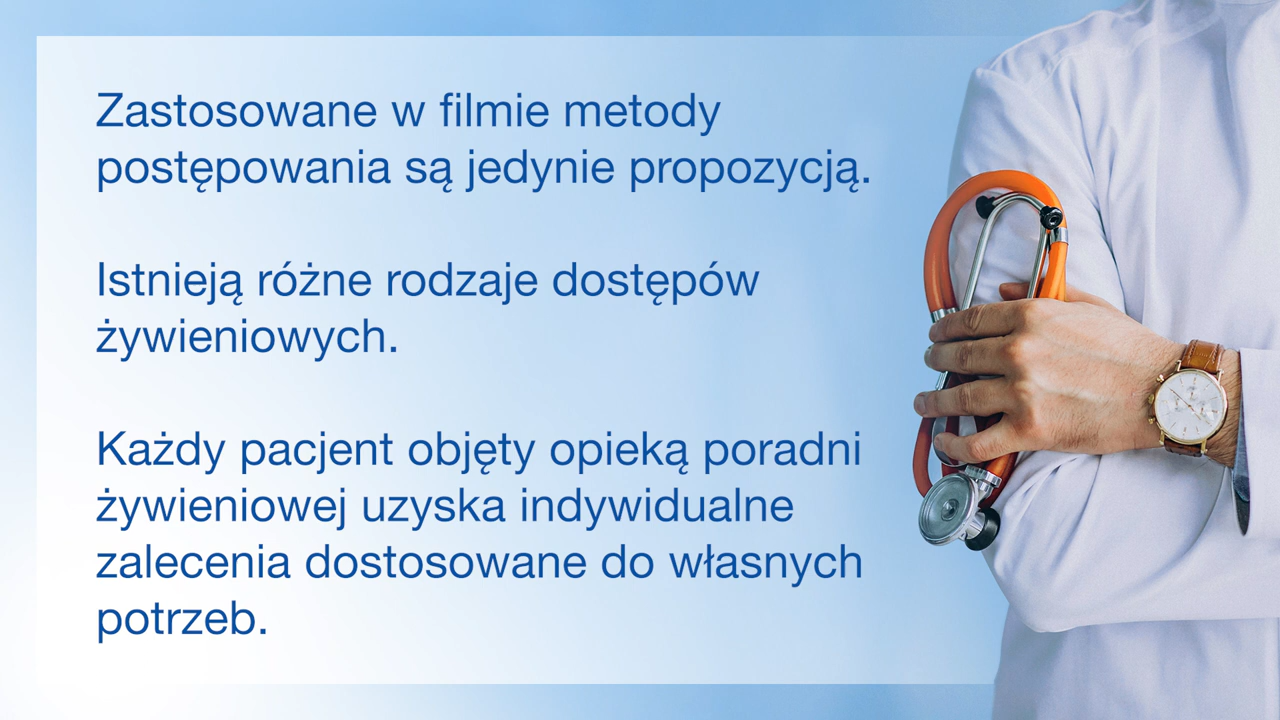 Zastosowane w filmie metody
postępowania są jedynie propozycją.
Istnieją różne rodzaje dostępów
żywieniowych.
Każdy pacjent objęty opieką poradni
żywieniowej uzyska indywidualne
zalecenia dostosowane do własnych
potrzeb.